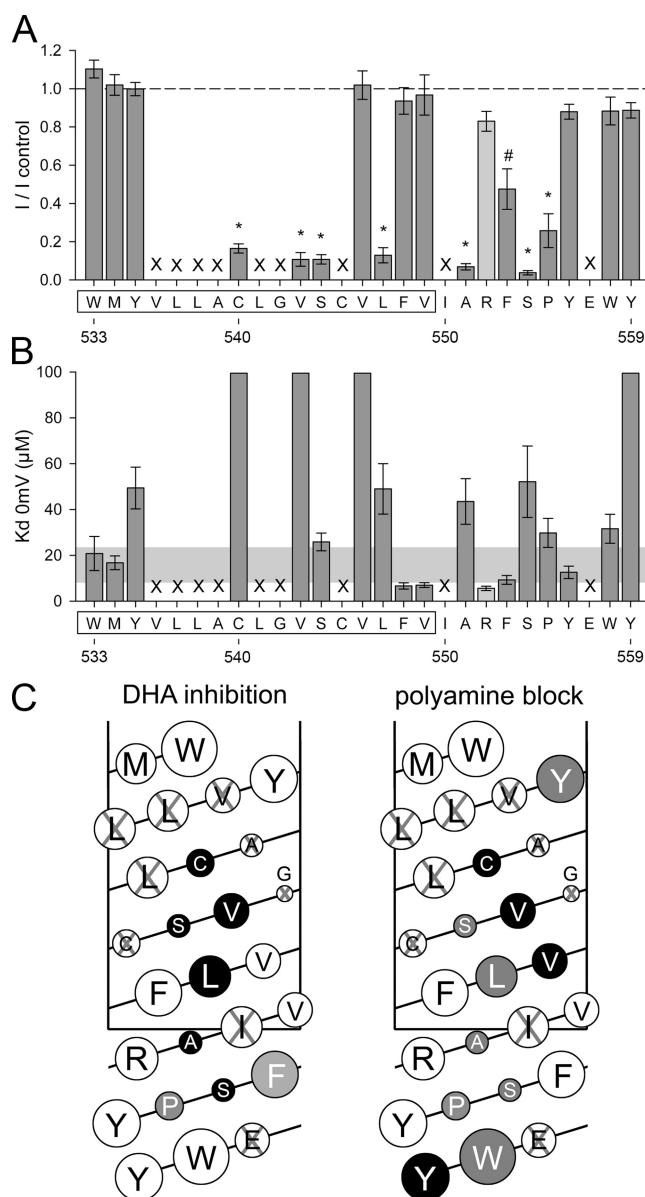 A
I / I control
1.2
1.0
0.8
0.6
0.4
0.2
0.0
#
* * * * * * *
X X X X X X X X X
W M Y V L L A C L G V S C V L F V I A R F S P Y E W Y
533 540 550 559
B
Kd 0mV (µM)
100
80
60
40
20
0
X X X X X X X X X
W M Y V L L A C L G V S C V L F V I A R F S P Y E W Y
533 540 550 559
C
DHA inhibition
M W
L L V Y
L C A
C S V G
F L V
R A I V
Y P S F
Y W E
polyamine block
M W
L L V Y
L C A
C S V G
F L V
R A I V
Y P S F
Y W E